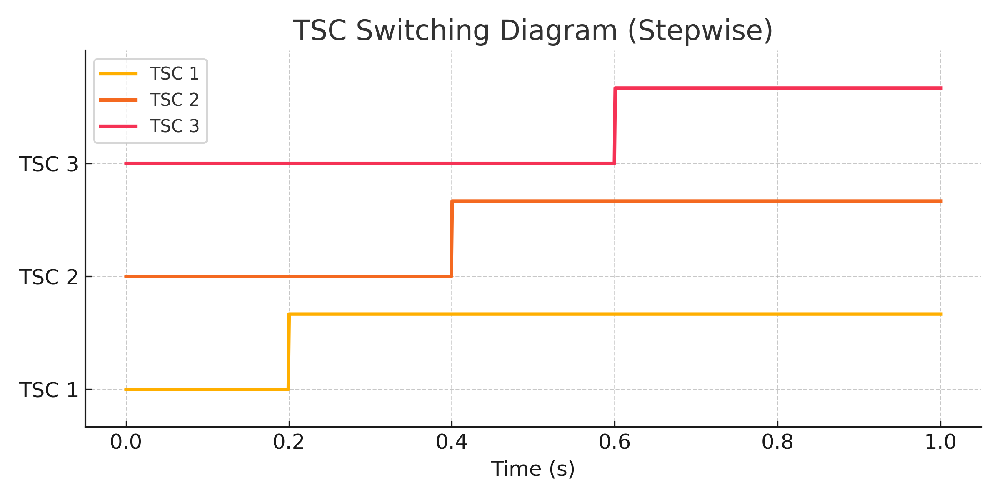 TSC Switching Diagram (Stepwise)
TSC 1
TSC 2
TSC 3
TSC 3
TSC 2
TSC 1
0.0 0.2 0.4 0.6 0.8 1.0
Time (s)